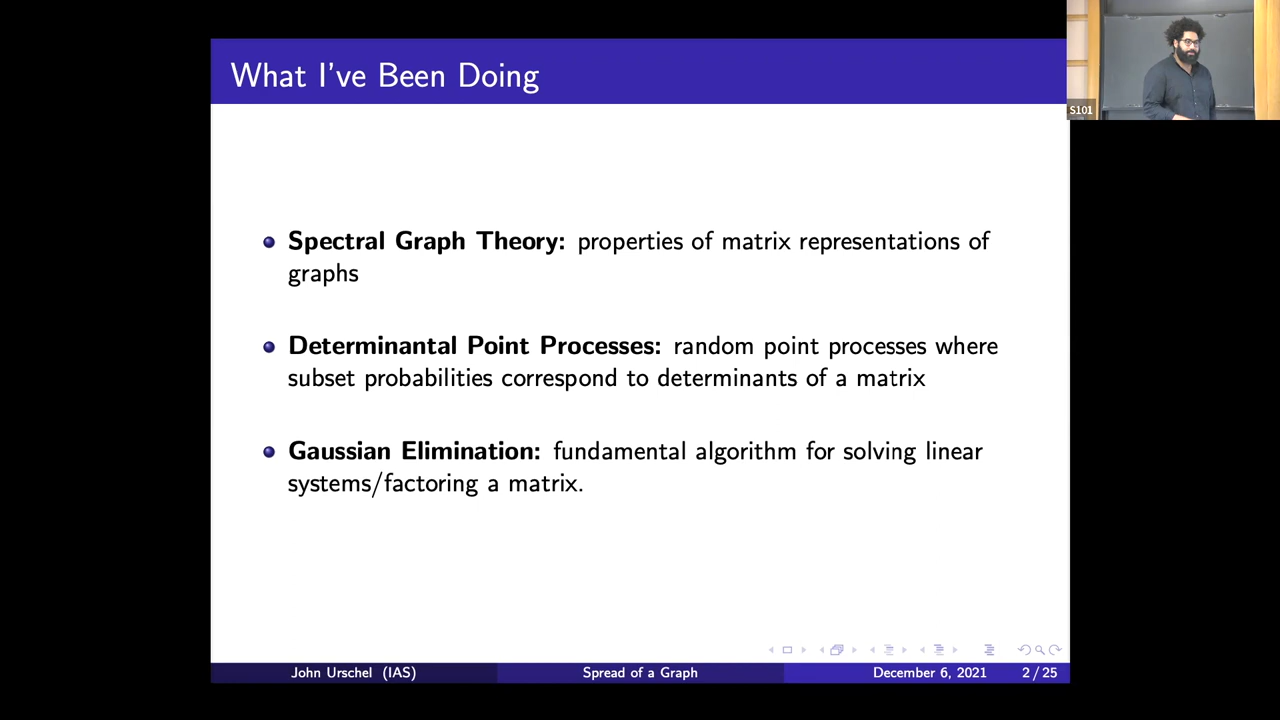 What I've Been Doing
S101
Spectral Graph Theory: properties of matrix representations of
graphs
Determinantal Point Processes: random point processes where
subset probabilities correspond to determinants of a matrix
Gaussian Elimination: fundamental algorithm for solving linear
systems/factoring a matrix.
John Urschel (IAS)
Spread of a Graph
December 6, 2021
2 / 25